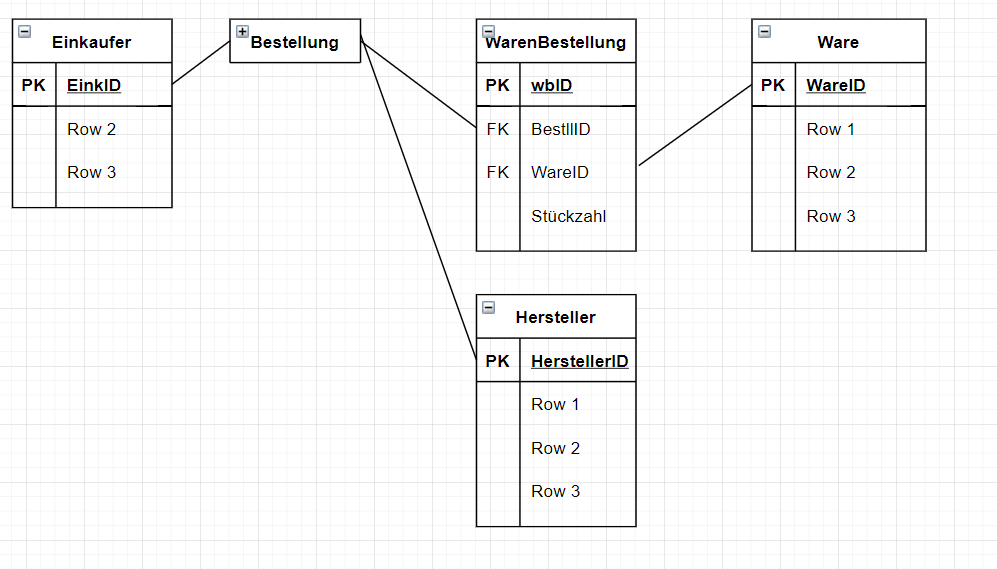 Einkaufer
PK EinkID
Row 2
Row 3
Bestellung
WarenBestellung
PK wbID
FK BestllID
FK WareID
Stückzahl
Ware
PK WareID
Row 1
Row 2
Row 3
Hersteller
PK HerstellerID
Row 1
Row 2
Row 3